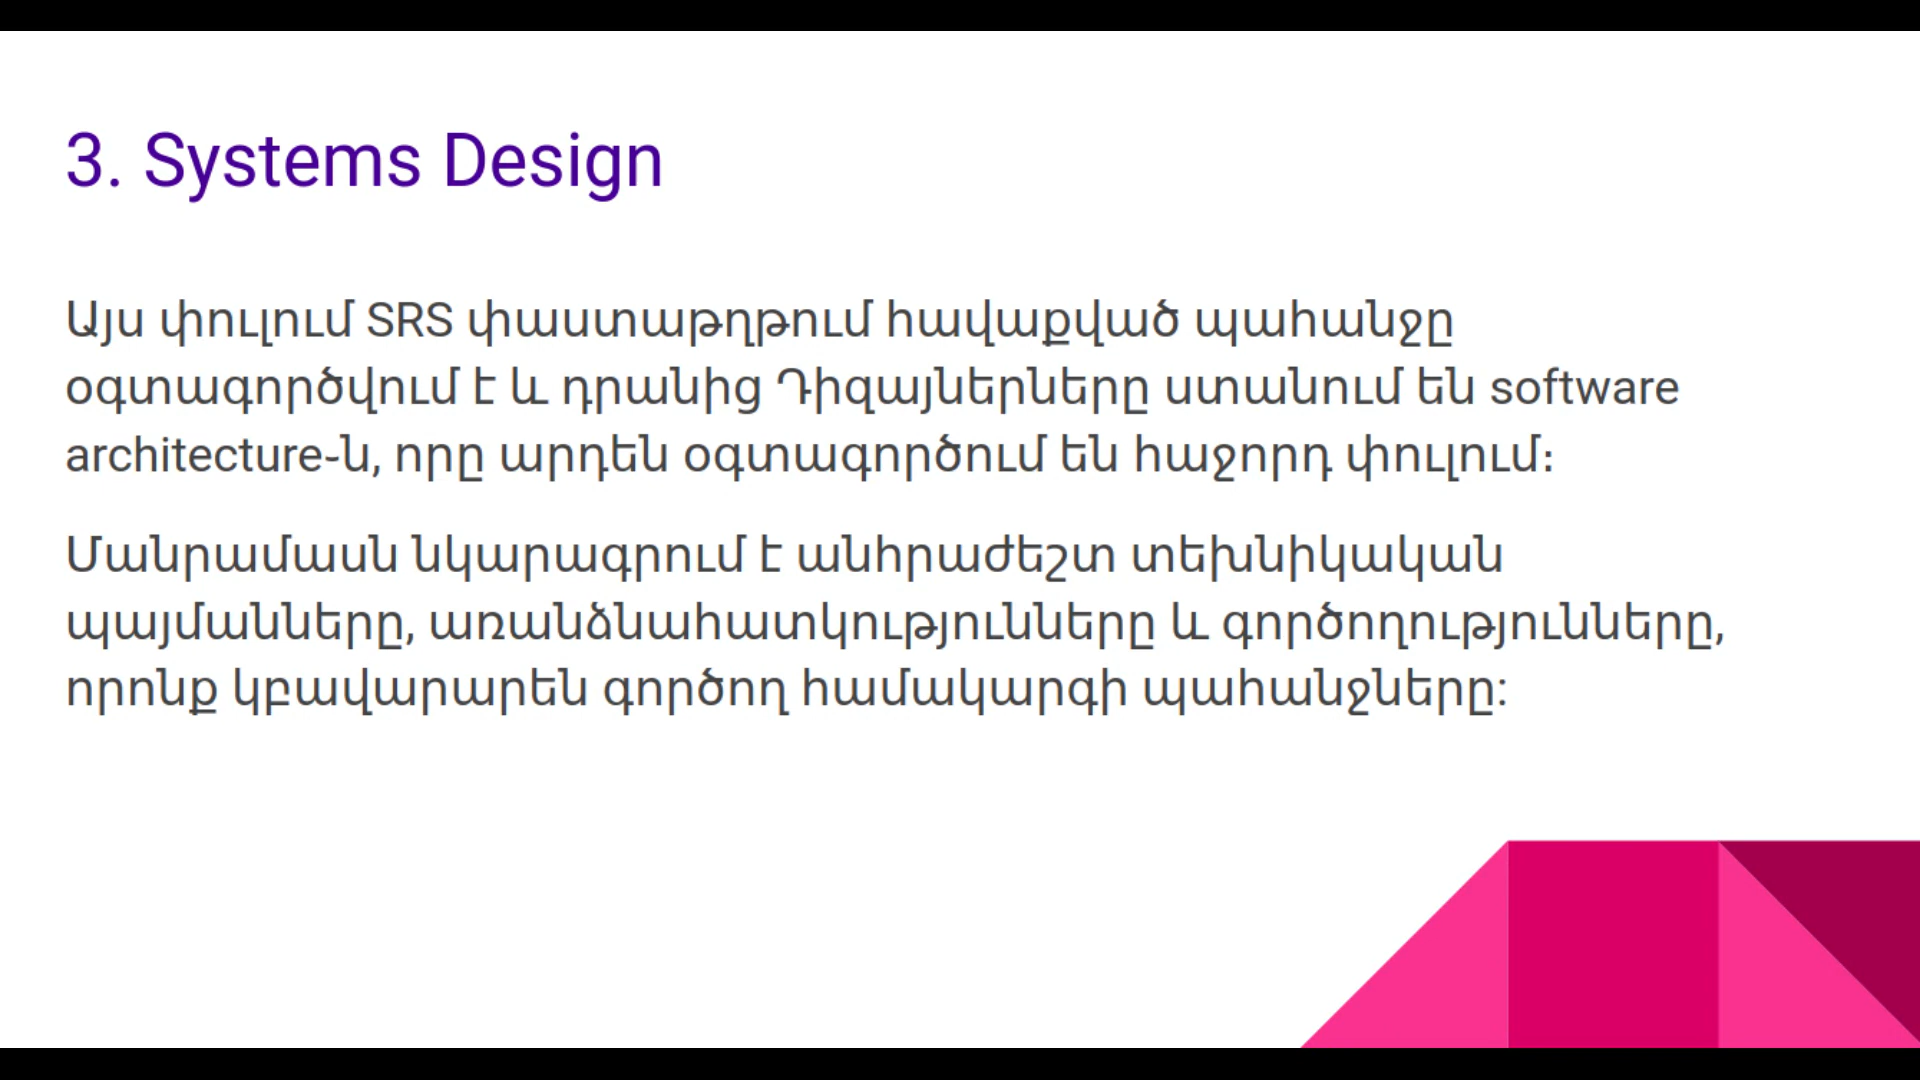 3. Systems Design
Այս փուլում SRS փաստաթղթում հավաքված պահանջը
օգտագործվում է և դրանից Դիզայներները ստանում են software
architecture-ն, որը արդեն օգտագործում են հաջորդ փուլում։
Մանրամասն նկարագրում է անհրաժեշտ տեխնիկական
պայմանները, առանձնահատկությունները և գործողությունները,
որոնք կբավարարեն գործող համակարգի պահանջները: